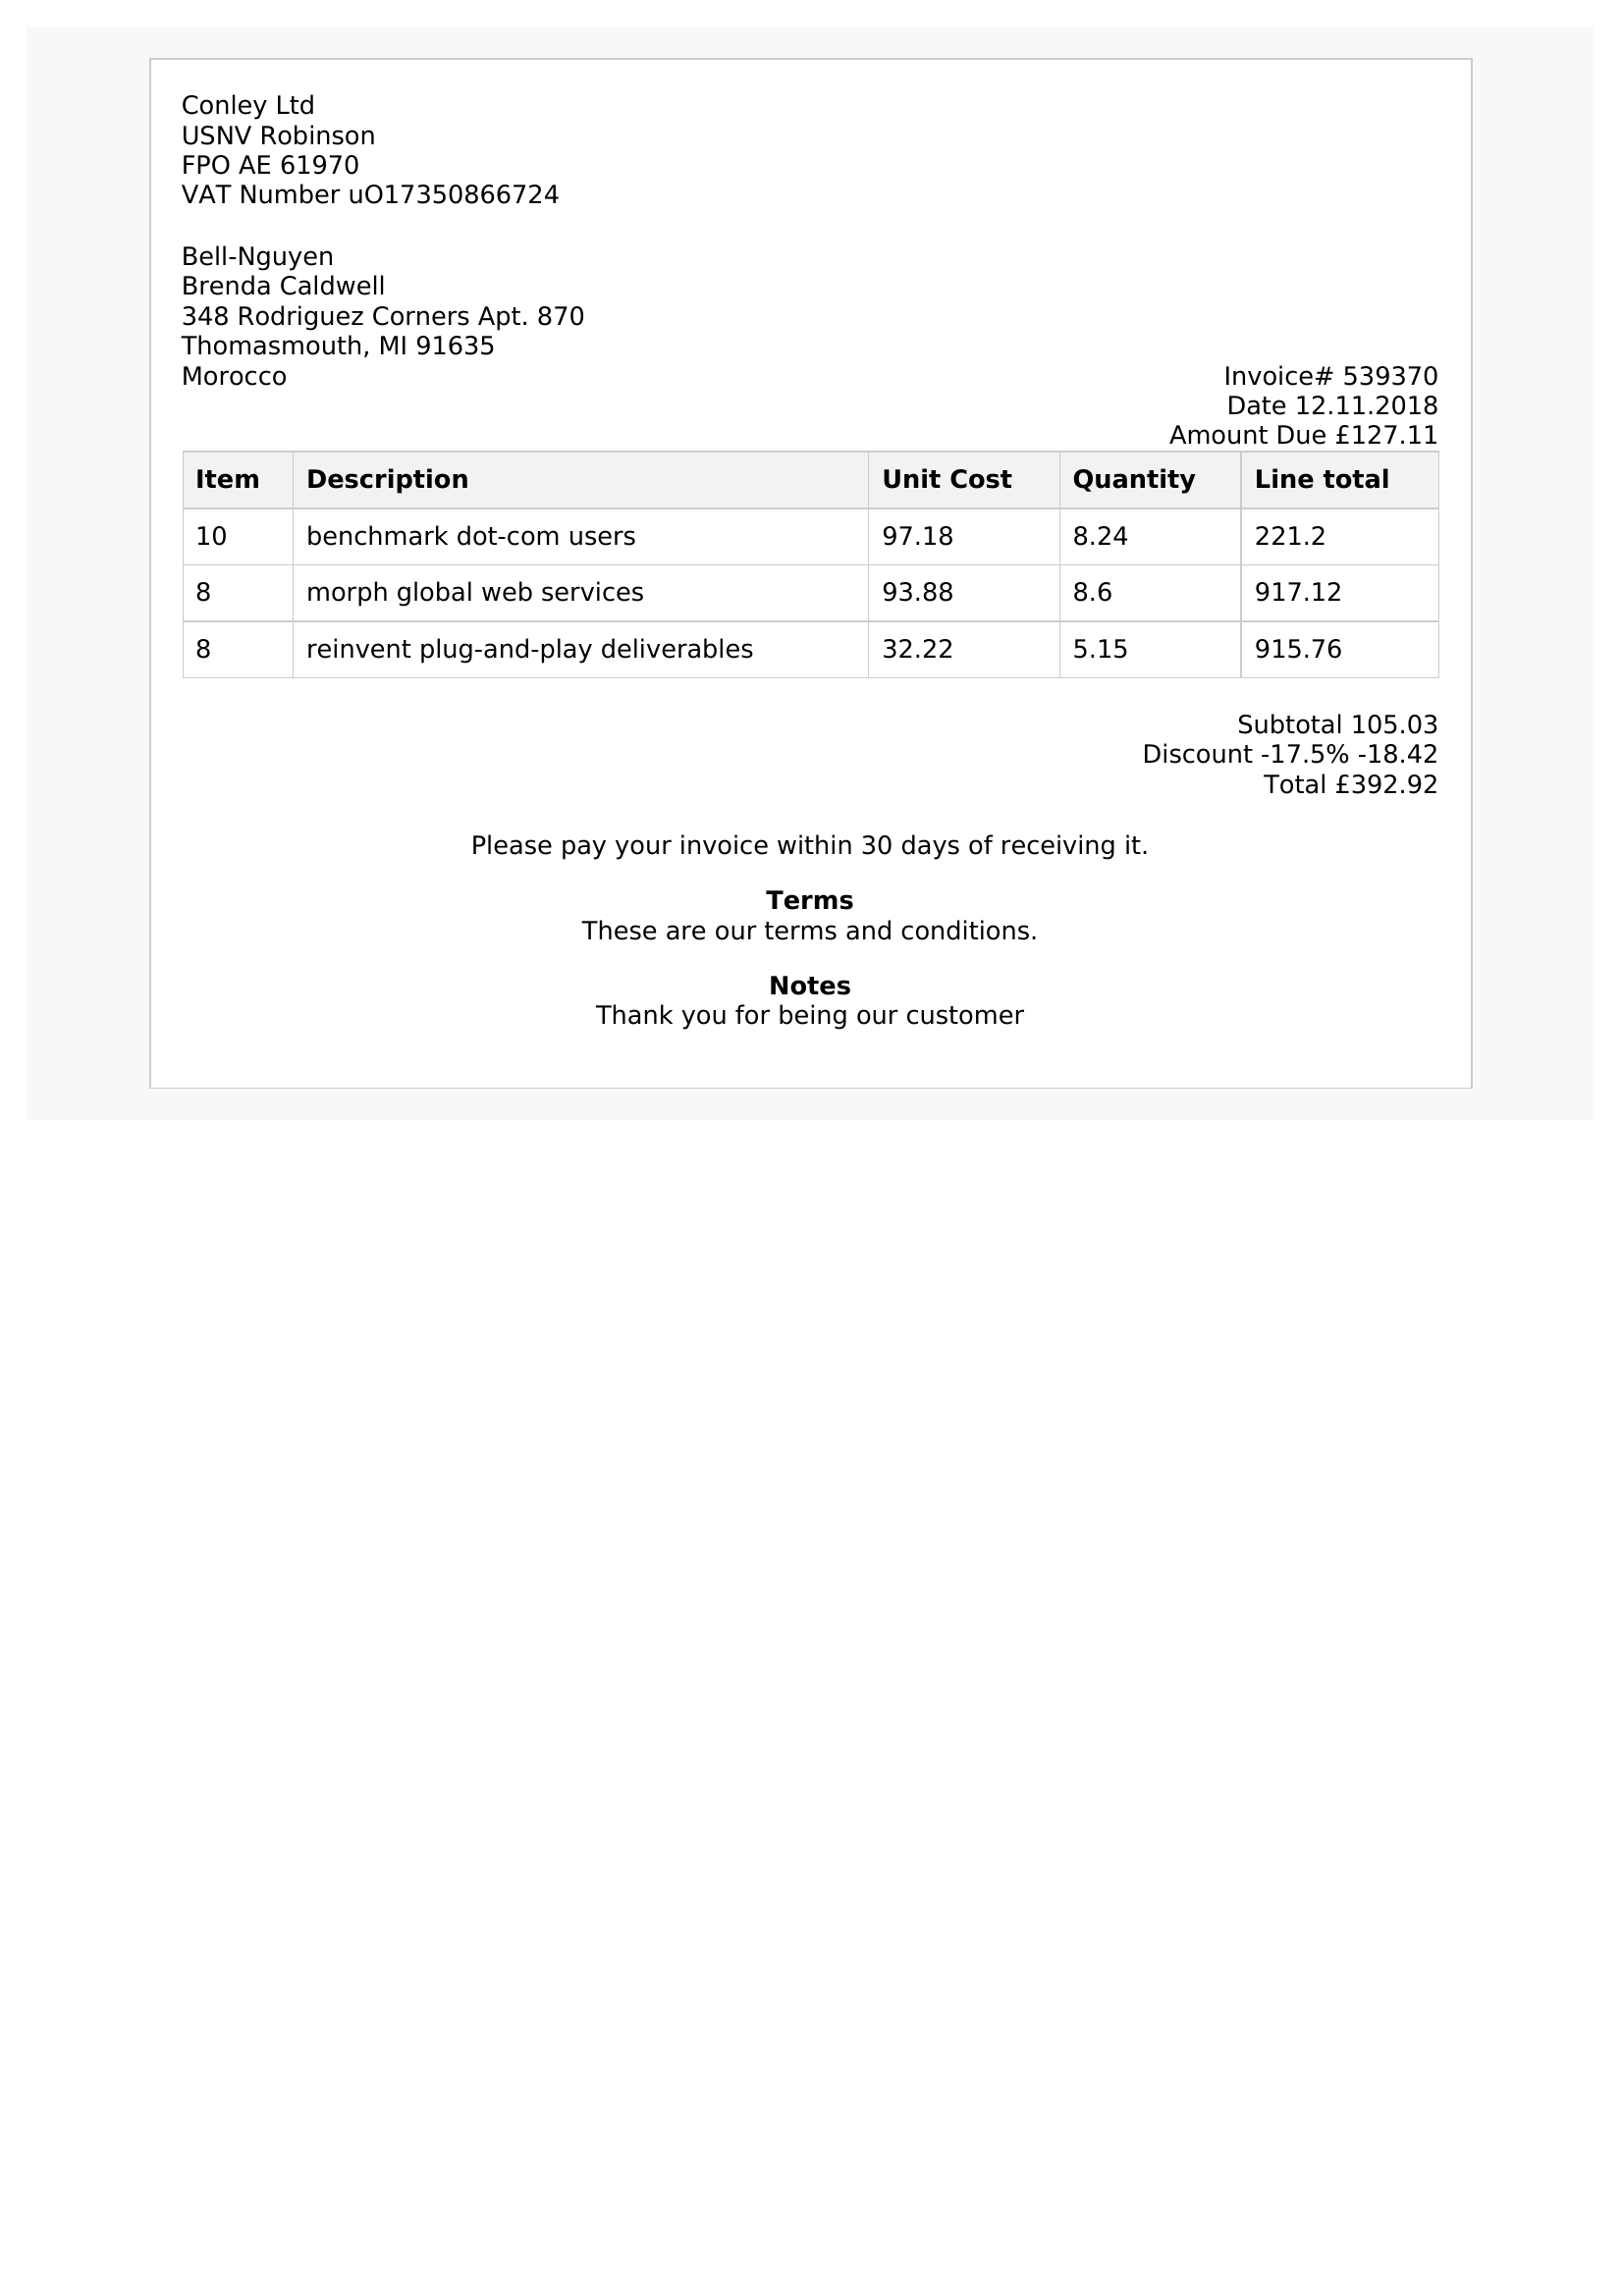 Conley Ltd
USNV Robinson
FPO AE 61970
VAT Number uO17350866724
Bell-Nguyen
Brenda Caldwell
348 Rodriguez Corners Apt. 870
Thomasmouth, MI 91635
Morocco
Invoice# 539370
Date 12.11.2018
Amount Due £127.11
Item Description Unit Cost Quantity Line total
10 benchmark dot-com users 97.18 8.24 221.2
8 morph global web services 93.88 8.6 917.12
8 reinvent plug-and-play deliverables 32.22 5.15 915.76
Subtotal 105.03
Discount -17.5% -18.42
Total £392.92
Please pay your invoice within 30 days of receiving it.
Terms
These are our terms and conditions.
Notes
Thank you for being our customer